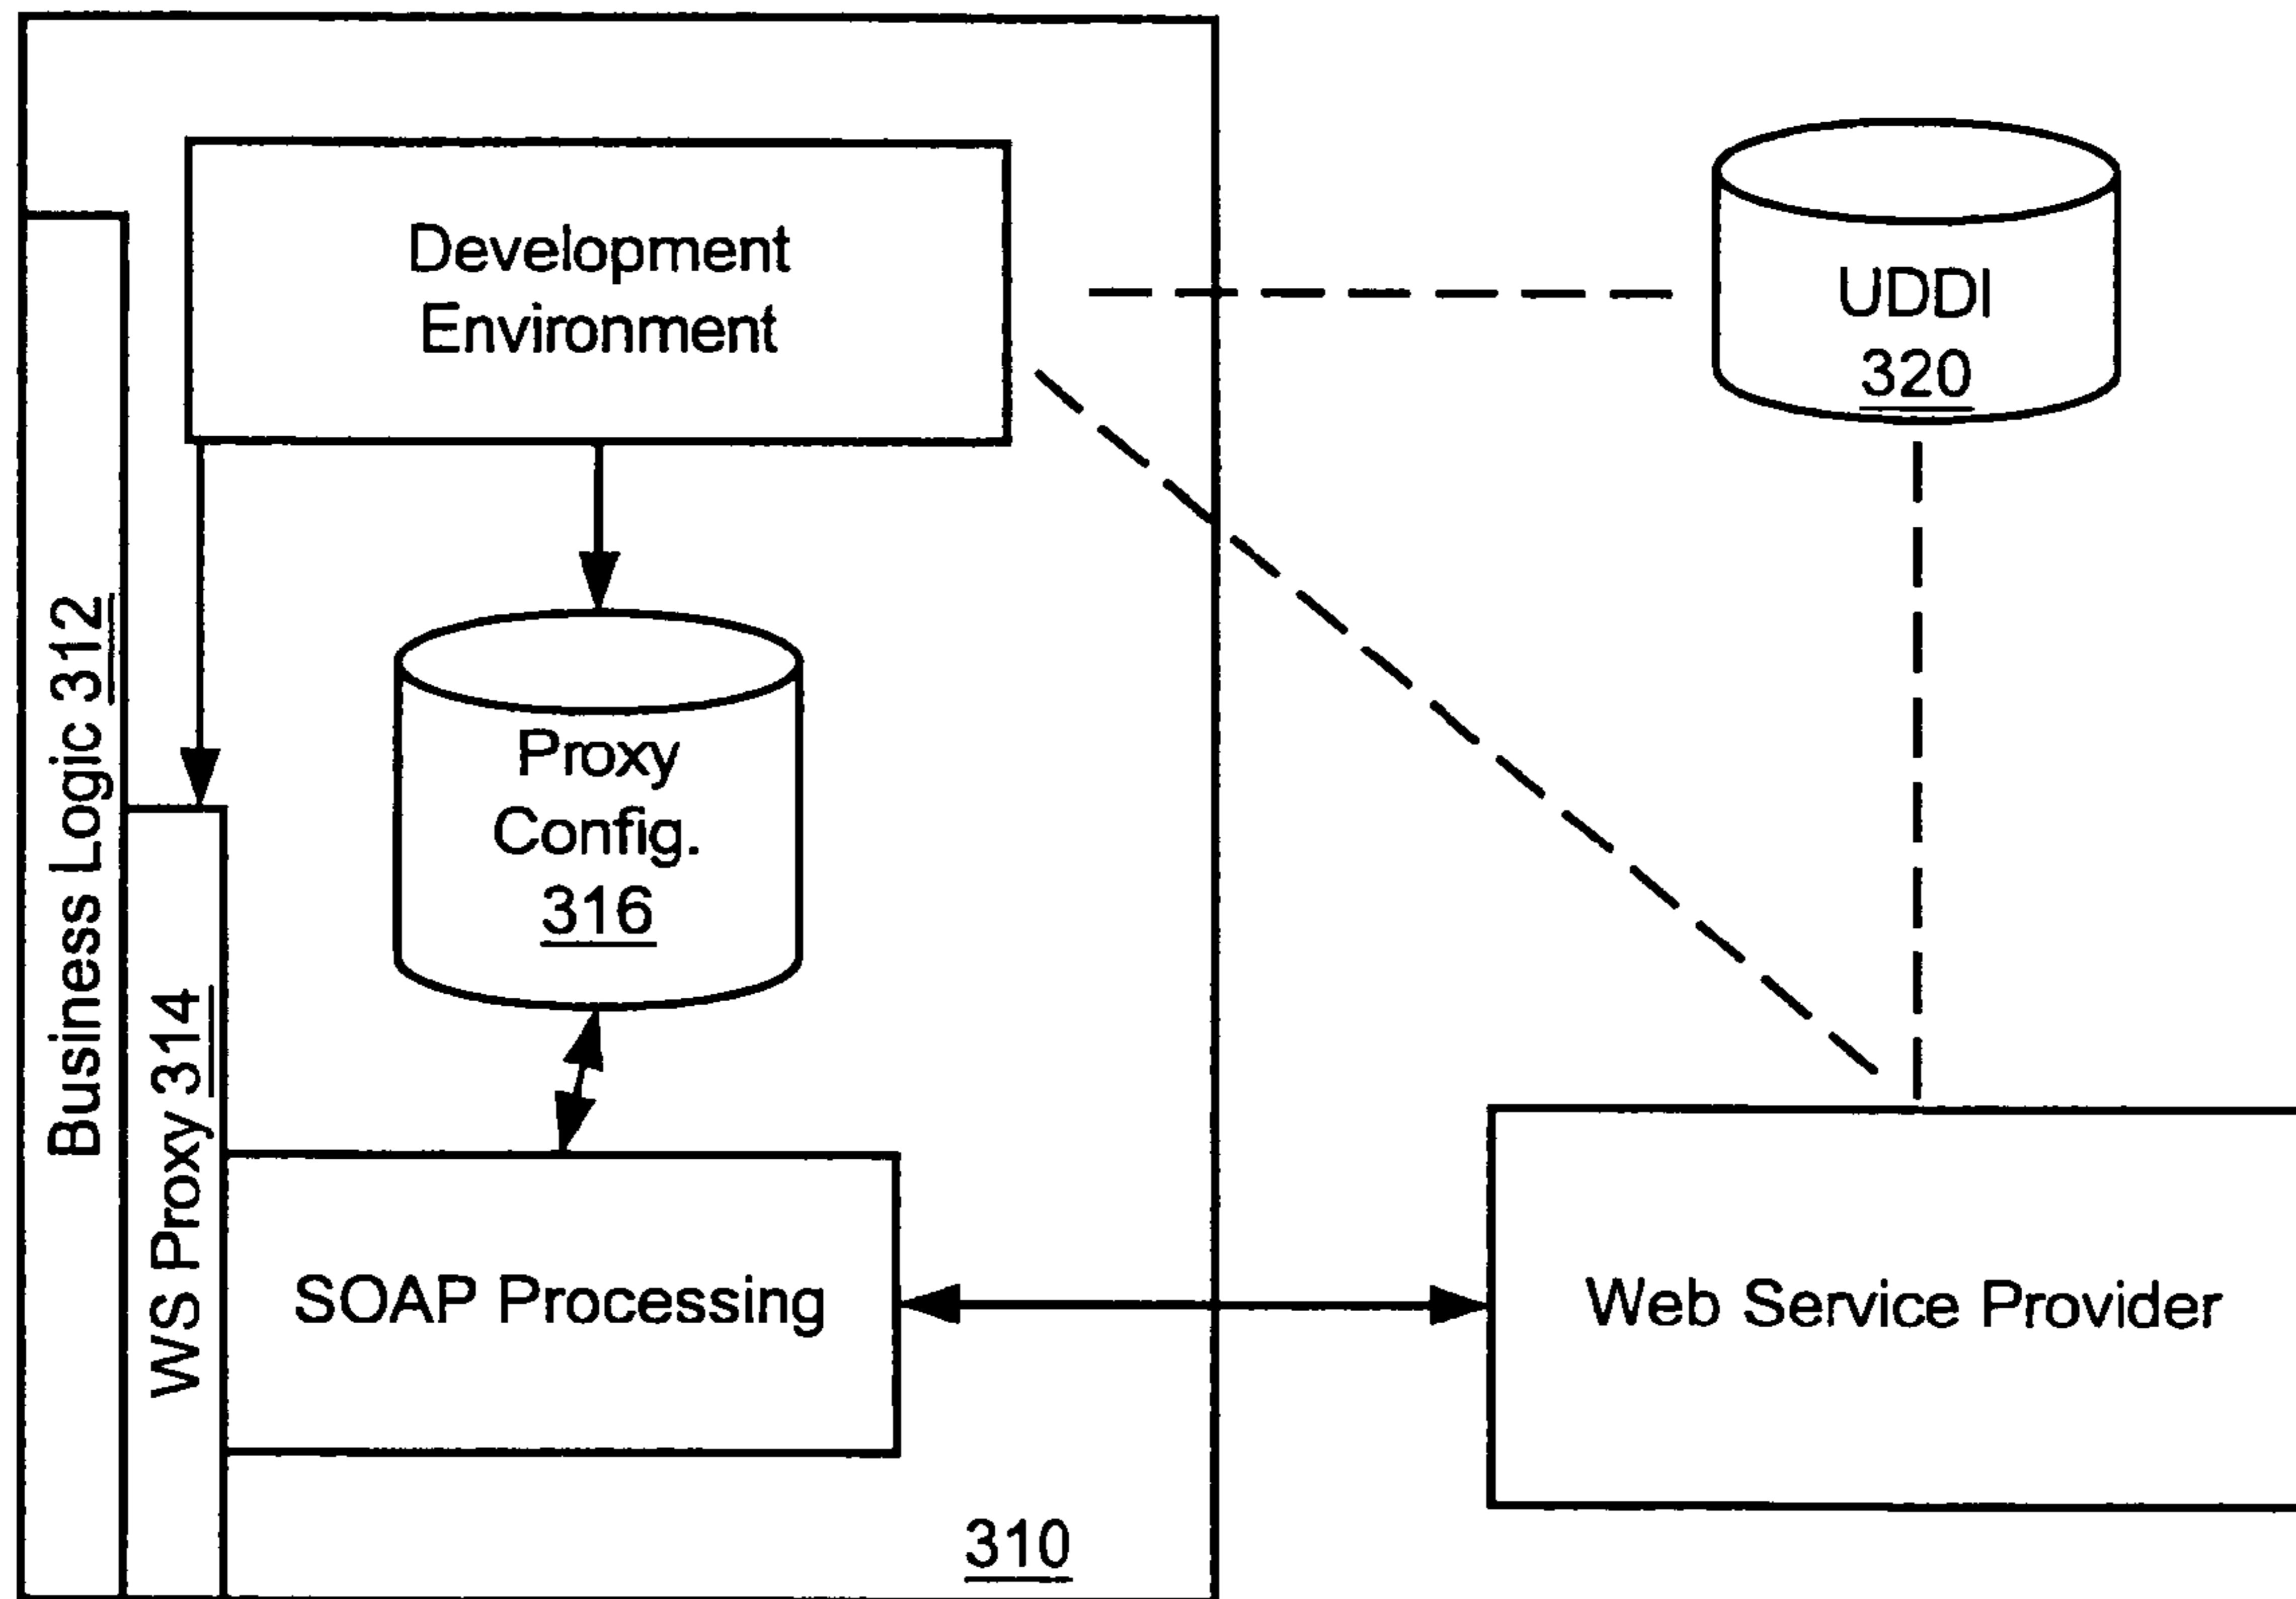 Development
Environment
UDDI
320
Business Logic 312
Proxy
Config.
316
WS Proxy 314
SOAP Processing
Web Service Provider
310